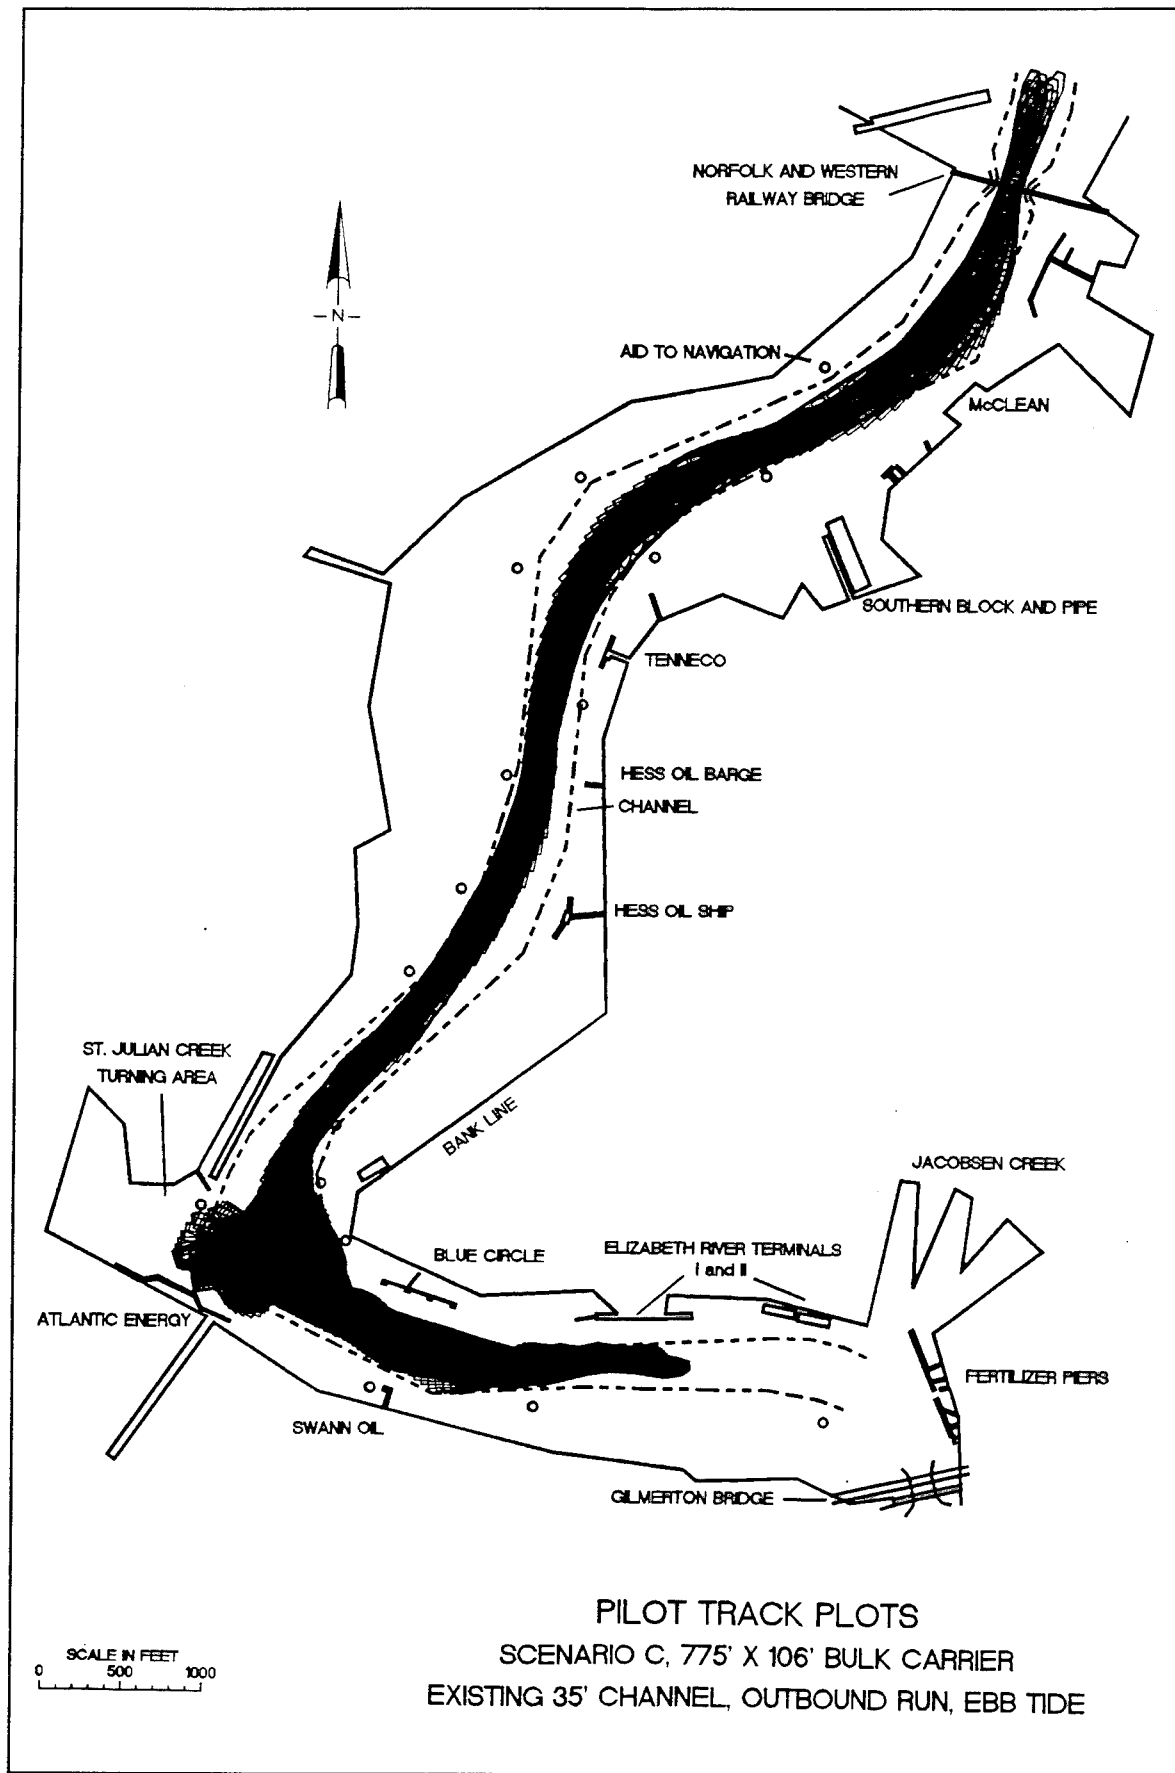 NORFOLK AND WESTERN
RAILWAY BRIDGE
N
AID TO NAVIGATION
McCLEAN
SOUTHERN BLOCK AND PIPE
TENNECO
HESS OIL BARGE
CHANNEL
HESS OIL SHIP
ST. JULIAN CREEK
TURNING AREA
BANK LINE
JACOBSEN CREEK
ELIZABETH RIVER TERMINALS
I and II
BLUE CIRCLE
ATLANTIC ENERGY
FERTILIZER PIERS
SWANN OIL
GILMERTON BRIDGE
PILOT TRACK PLOTS
SCENARIO C, 775' X 106' BULK CARRIER
EXISTING 35' CHANNEL, OUTBOUND RUN, EBB TIDE
SCALE IN FEET
0 500 1000